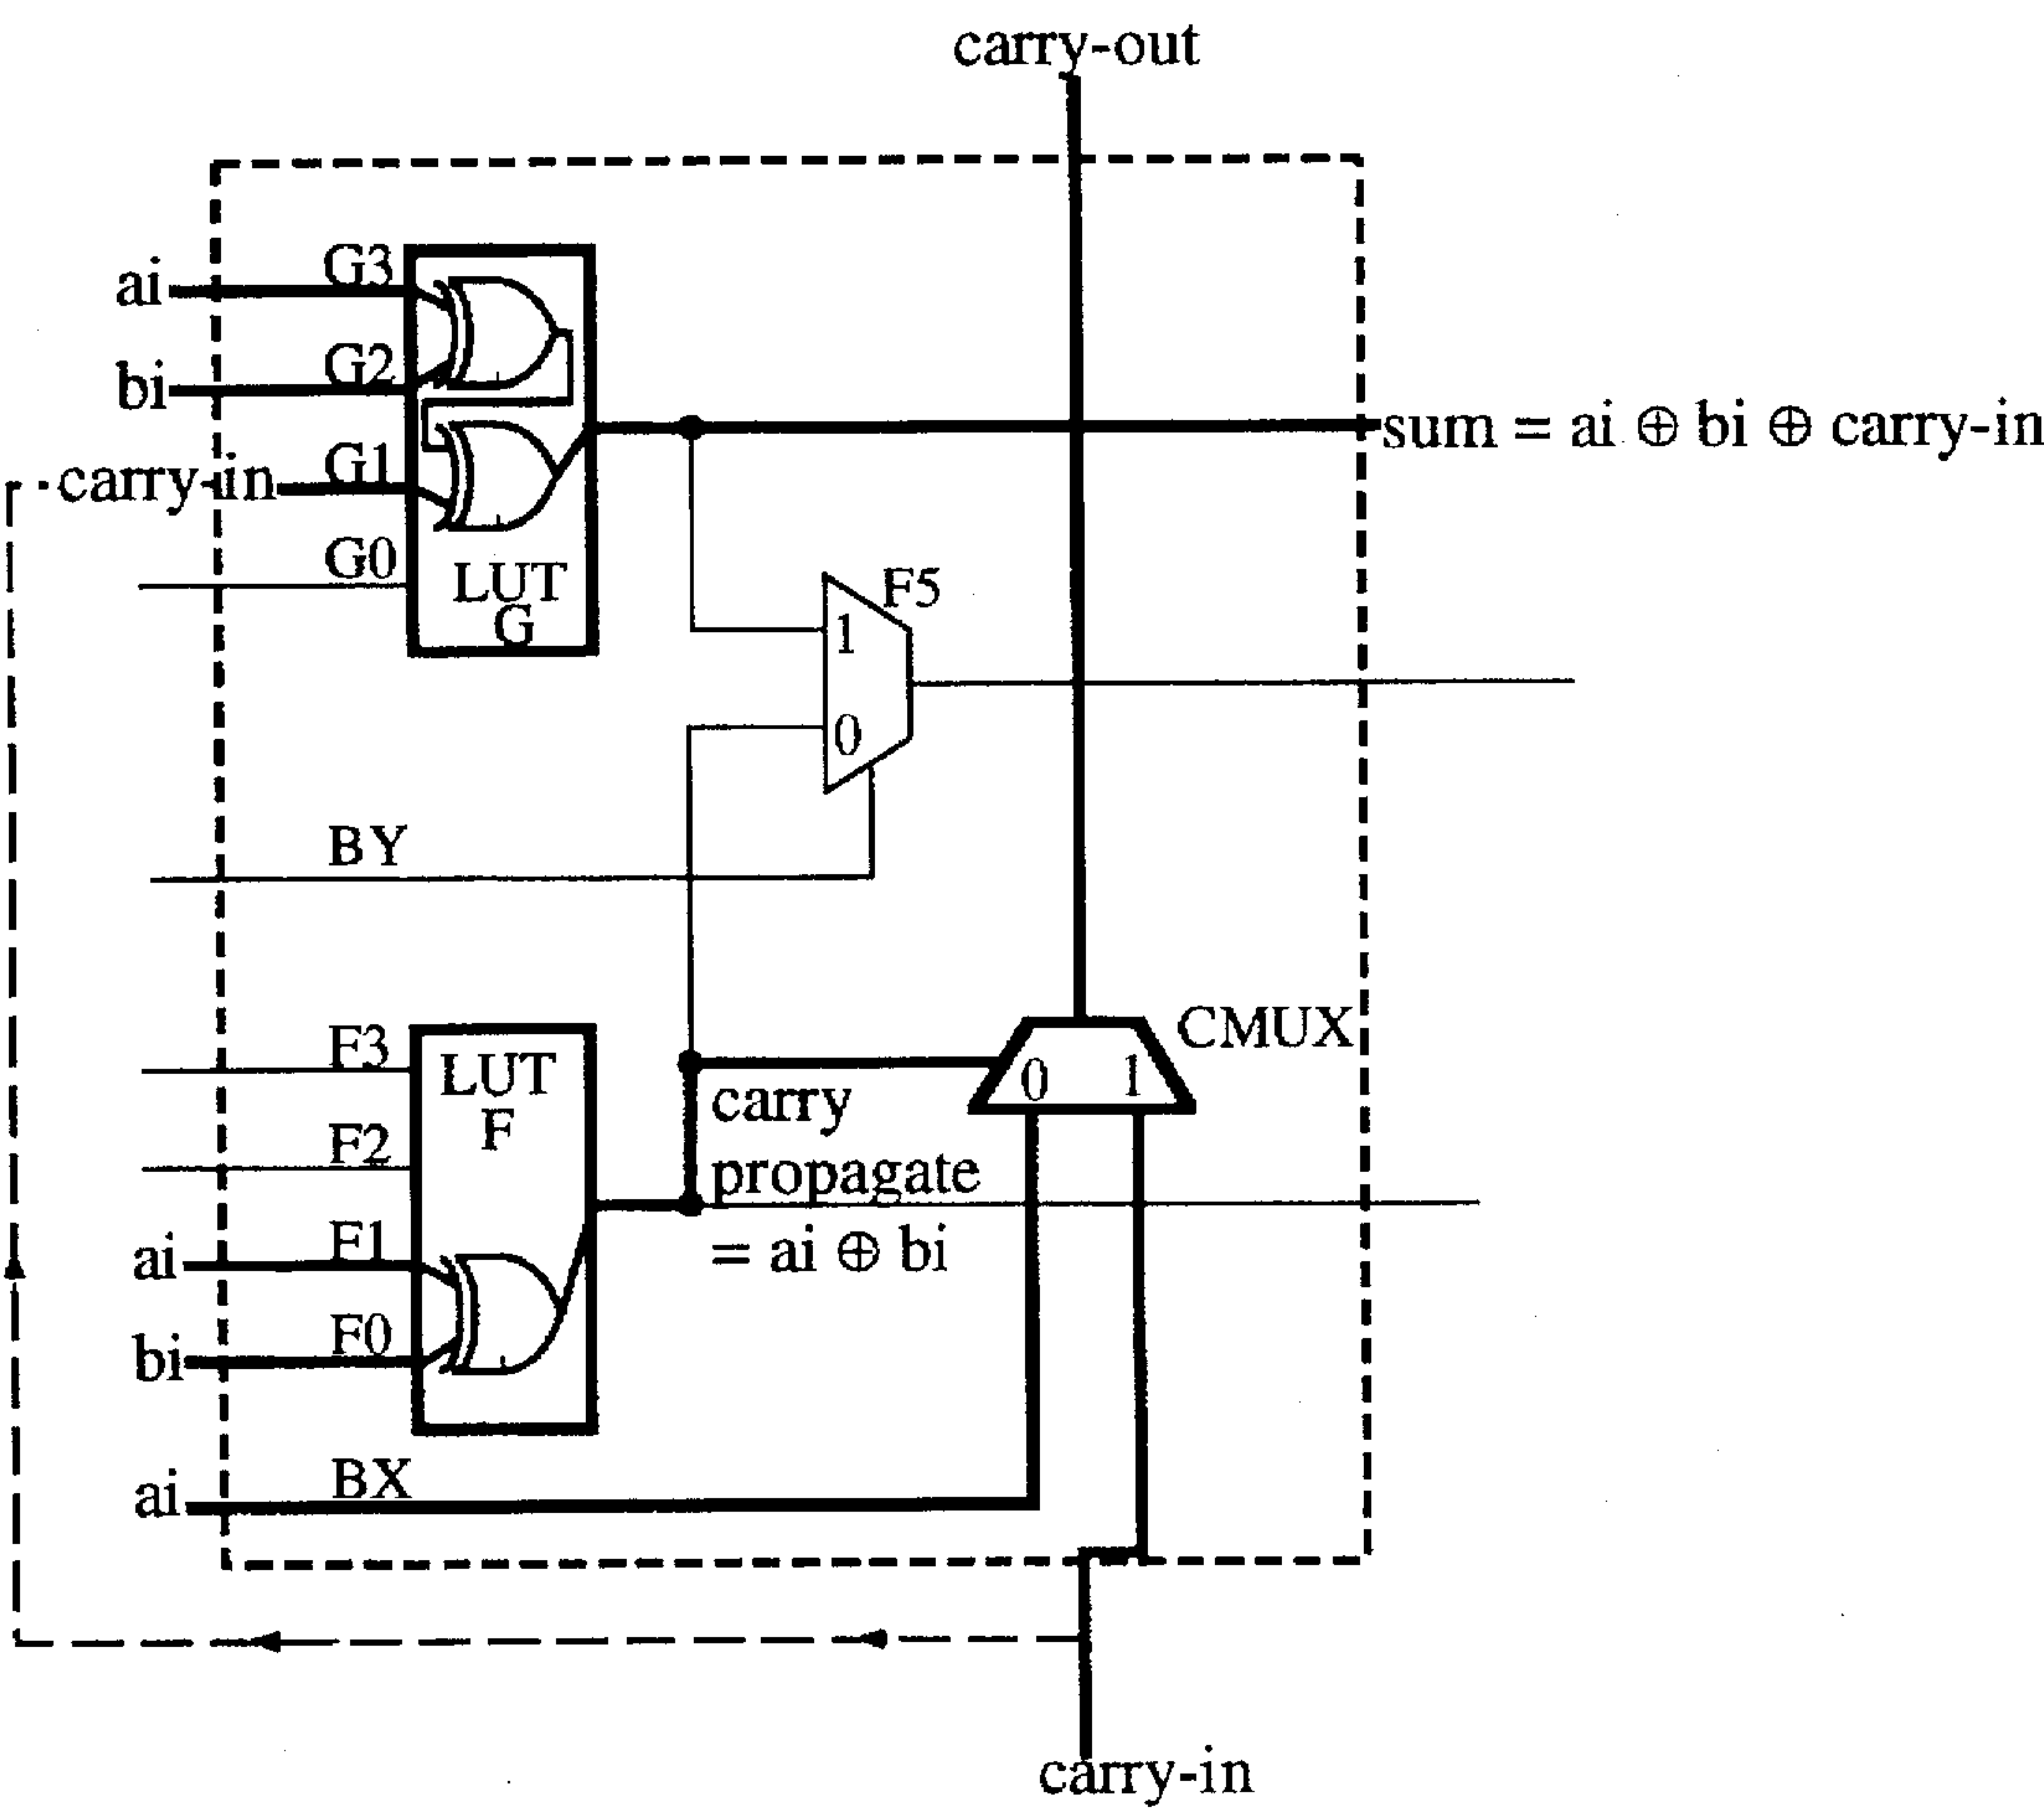 carry-out
G3
ai
G2
bi
sum = ai ⊕ bi ⊕ carry-in
G1
carry-in
G0
LUT
G
F5
1
0
BY
F3
LUT
F
CMUX
0 1
carry
F2
propagate
F1
= ai ⊕ bi
ai
F0
bi
BX
ai
carry-in